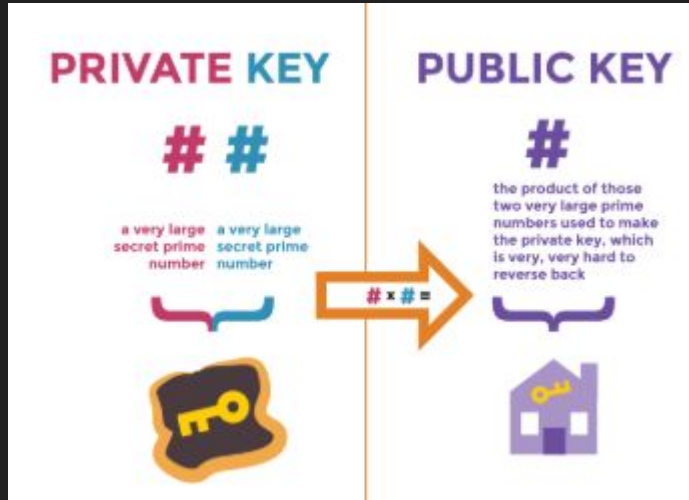 PRIVATE KEY
# #
a very large
secret prime
number
a very large
secret prime
number
# x # =
PUBLIC KEY
#
the product of those
two very large prime
numbers used to make
the private key, which
is very, very hard to
reverse back